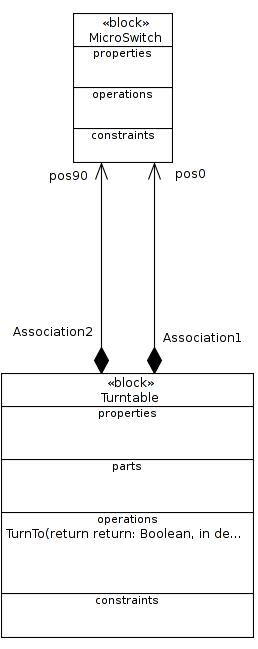 «block»
MicroSwitch
properties
operations
constraints
pos90
pos0
Association2
Association1
«block»
Turntable
properties
parts
operations
TurnTo(return return: Boolean, in de...
constraints